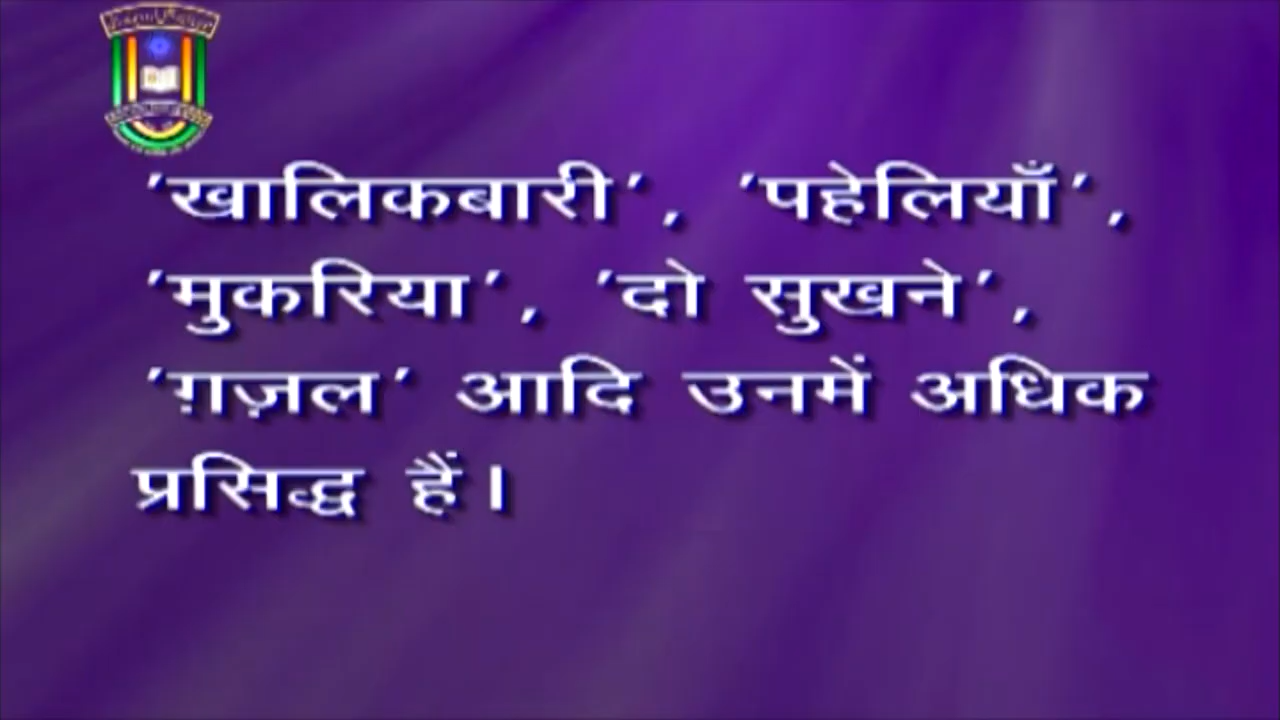 'खालिकबारी', 'पहेलियाँ',
'मुकरिया', 'दो सुखने',
'ग़ज़ल' आदि उनमें अधिक
प्रसिद्ध हैं।